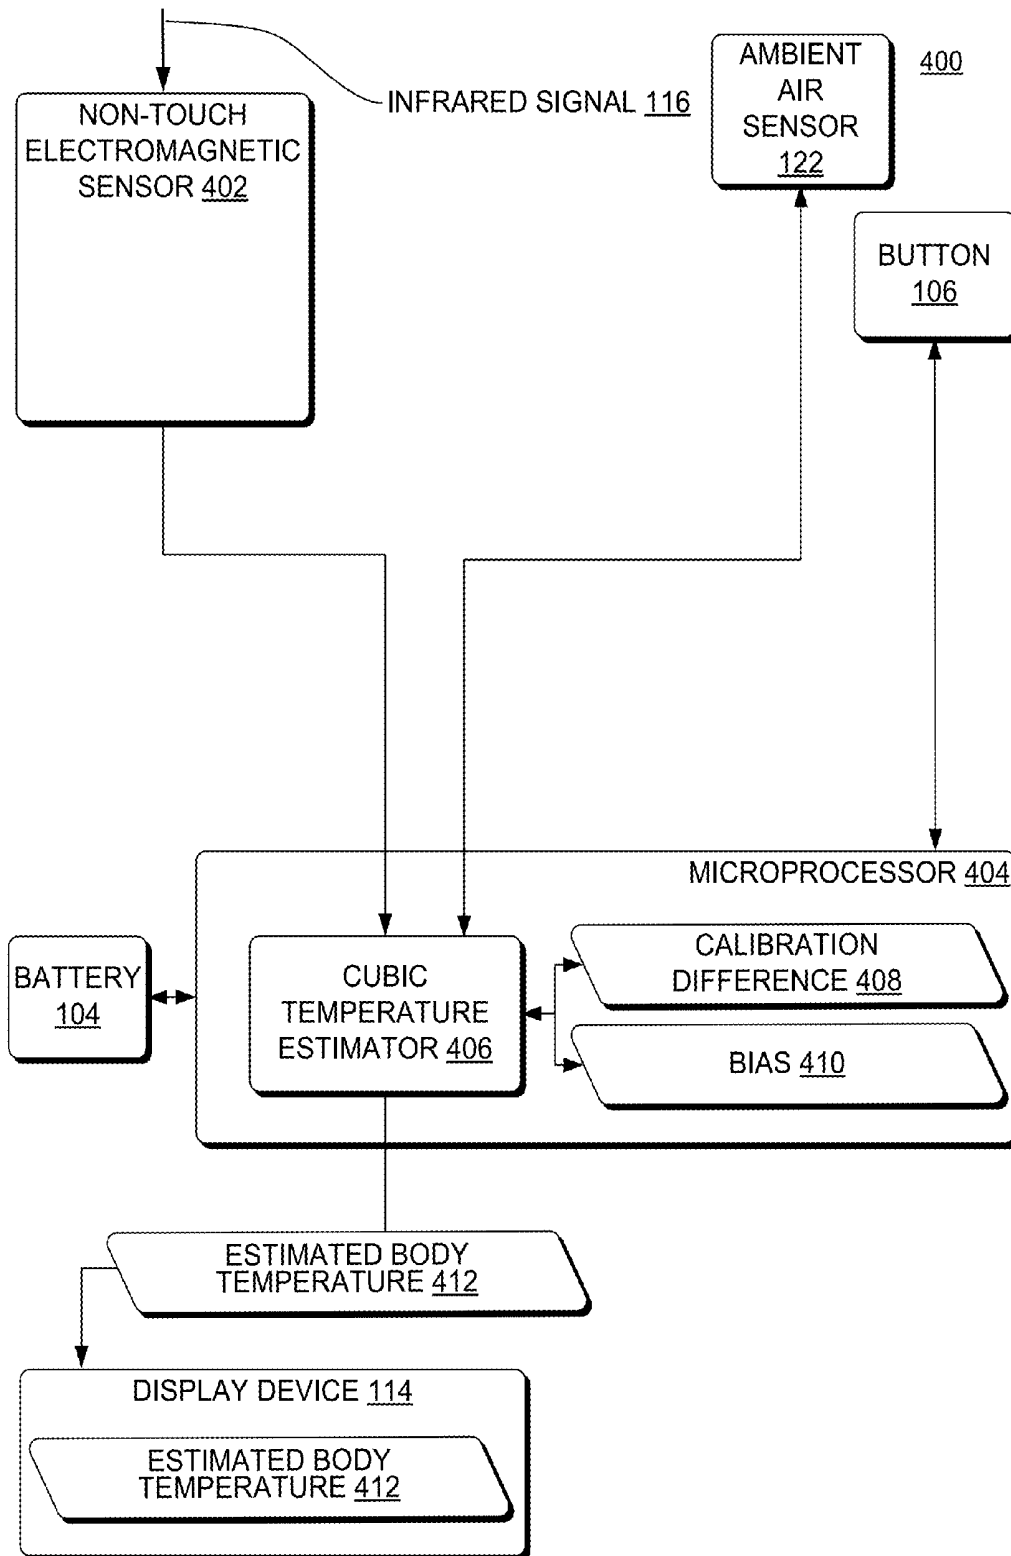 NON-TOUCH
ELECTROMAGNETIC
SENSOR 402
INFRARED SIGNAL 116
AMBIENT
AIR
SENSOR
122
400
BUTTON
106
MICROPROCESSOR 404
BATTERY
104
CUBIC
TEMPERATURE
ESTIMATOR 406
CALIBRATION
DIFFERENCE 408
BIAS 410
ESTIMATED BODY
TEMPERATURE 412
DISPLAY DEVICE 114
ESTIMATED BODY
TEMPERATURE 412